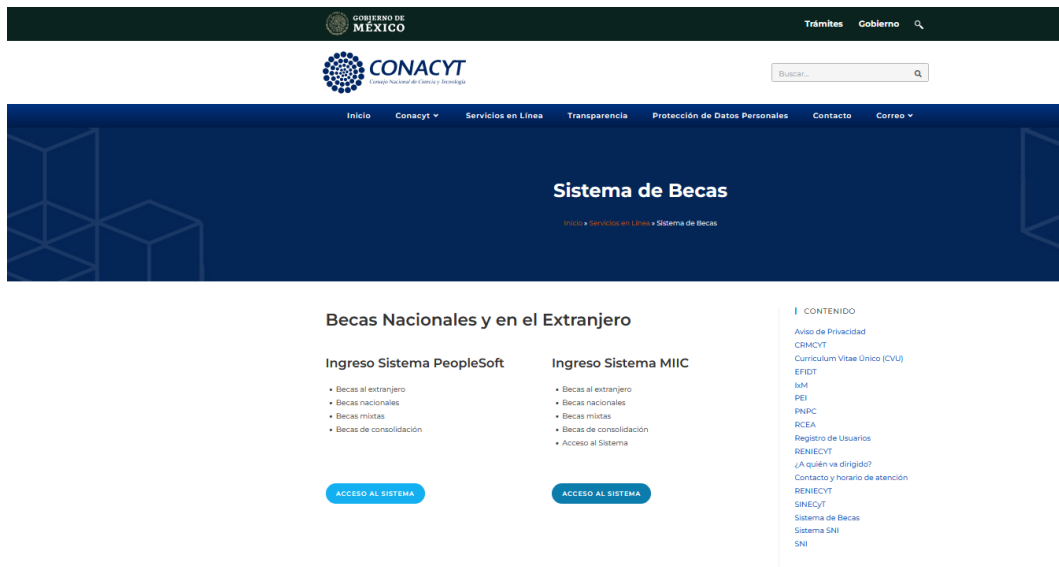 GOBIERNO DE
MÉXICO
Trámites Gobierno
CONACYT
Consejo Nacional de Ciencia y Tecnología
Buscar...
Inicio Conacyt Servicios en Línea Transparencia Protección de Datos Personales Contacto Correo
Sistema de Becas
Inicio » Servicios en Línea » Sistema de Becas
Becas Nacionales y en el Extranjero
Ingreso Sistema PeopleSoft
• Becas al extranjero
• Becas nacionales
• Becas mixtas
• Becas de consolidación
ACCESO AL SISTEMA
Ingreso Sistema MIIC
• Becas al extranjero
• Becas nacionales
• Becas mixtas
• Becas de consolidación
• Acceso al Sistema
ACCESO AL SISTEMA
CONTENIDO
Aviso de Privacidad
CRMCYT
Curriculum Vitae Único (CVU)
EFIDT
IxM
PEI
PNPC
RCEA
Registro de Usuarios
RENIECYT
¿A quién va dirigido?
Contacto y horario de atención
RENIECYT
SINECyT
Sistema de Becas
Sistema SNI
SNI